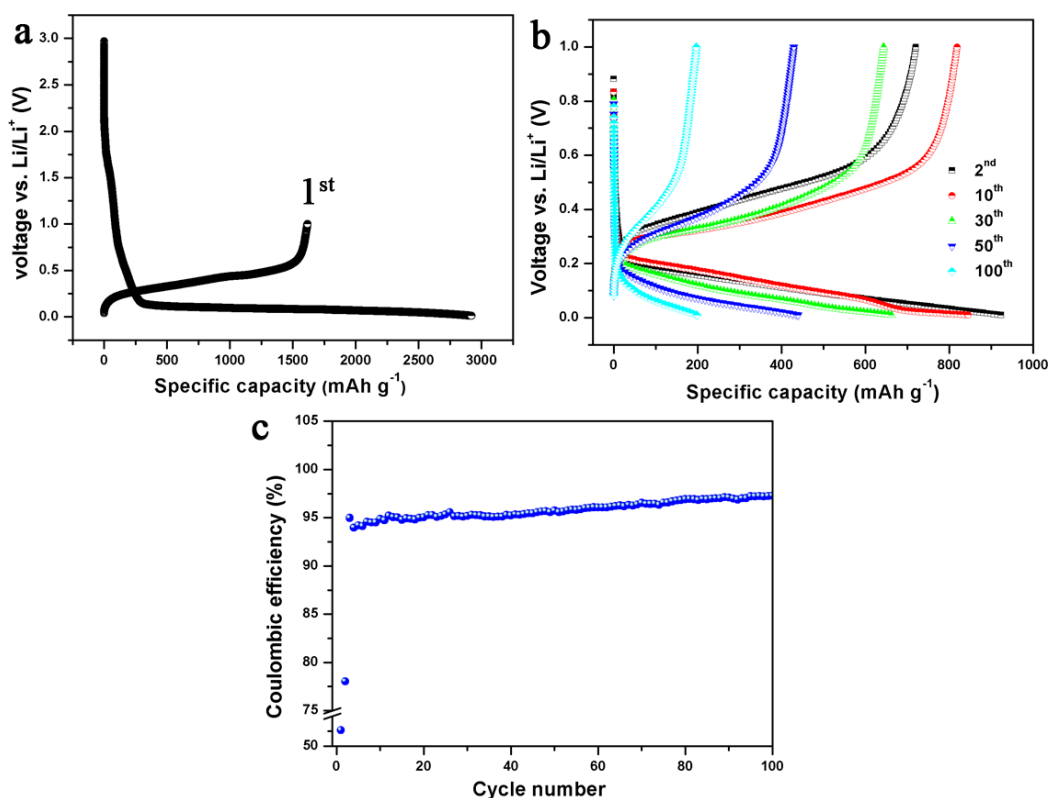 a
voltage vs. Li/Li⁺ (V)
3.0
2.5
2.0
1.5
1.0
0.5
0.0
1ˢᵗ
0 500 1000 1500 2000 2500 3000
Specific capacity (mAh g⁻¹)
b
Voltage vs. Li/Li⁺ (V)
1.0
0.8
0.6
0.4
0.2
0.0
2ⁿᵈ
10ᵗʰ
30ᵗʰ
50ᵗʰ
100ᵗʰ
0 200 400 600 800 1000
Specific capacity (mAh g⁻¹)
c
Coulombic efficiency (%)
105
100
95
90
85
80
75
50
0 20 40 60 80 100
Cycle number